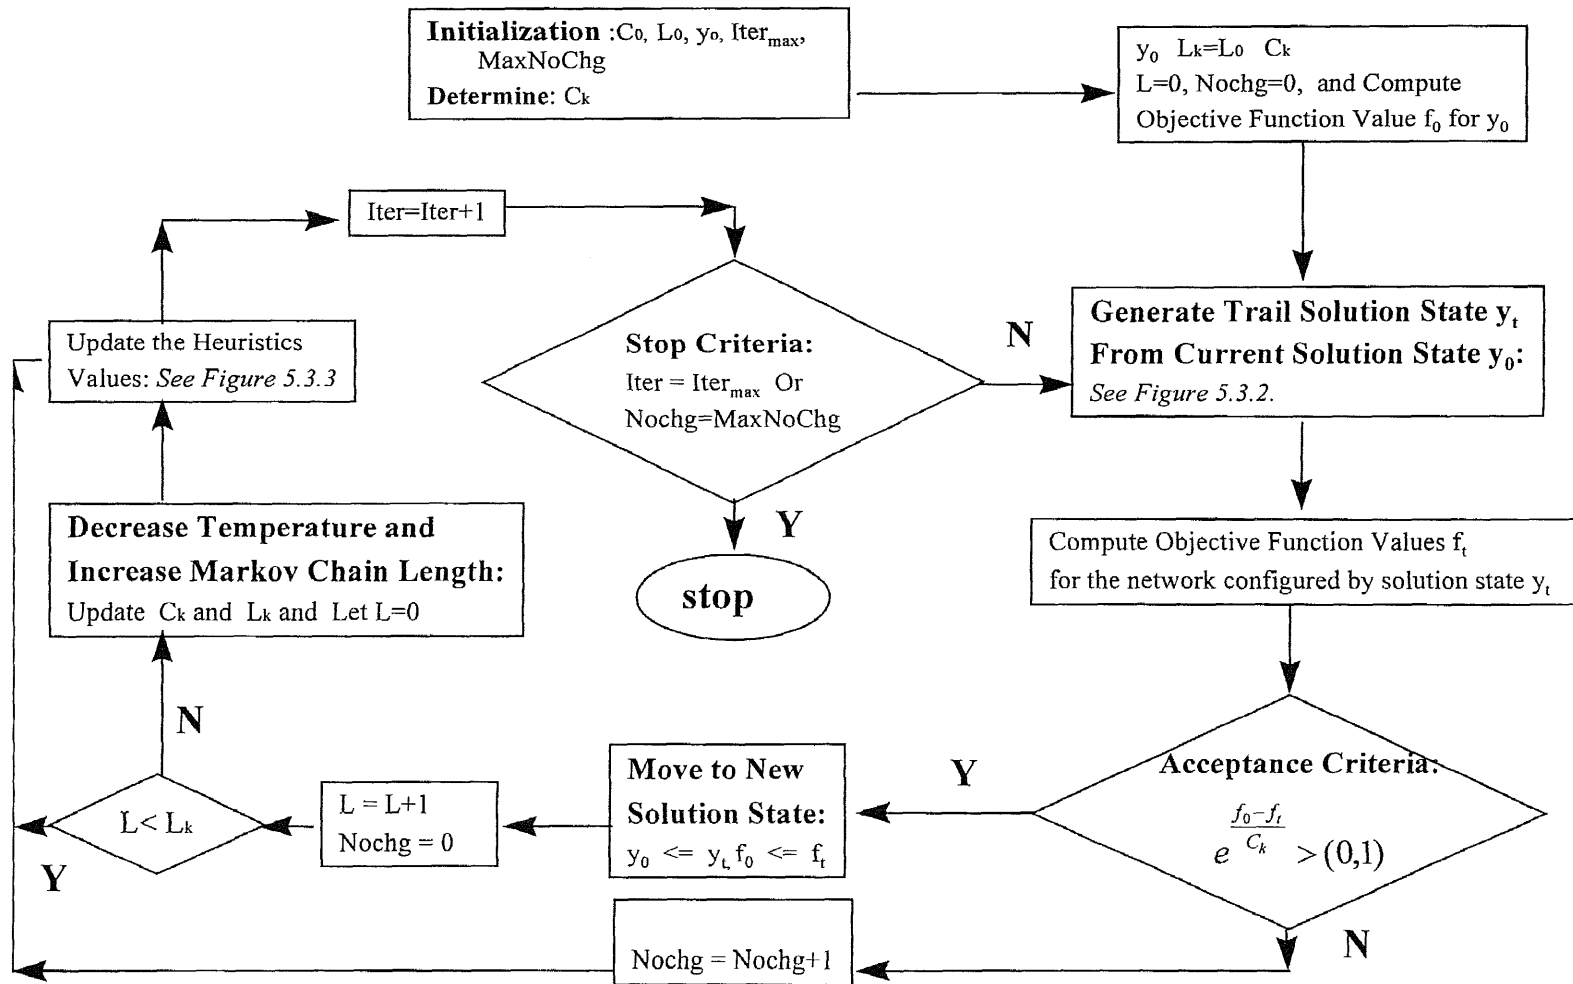 Initialization :C₀, L₀, y₀, Iter_max,
MaxNoChg
Determine: Cₖ
y₀ Lₖ=L₀ Cₖ
L=0, Nochg=0, and Compute
Objective Function Value f₀ for y₀
Iter=Iter+1
Update the Heuristics
Values: See Figure 5.3.3
Stop Criteria:
Iter = Iter_max Or
Nochg=MaxNoChg
N
Y
stop
Generate Trail Solution State yₜ
From Current Solution State y₀:
See Figure 5.3.2.
Decrease Temperature and
Increase Markov Chain Length:
Update Cₖ and Lₖ and Let L=0
Compute Objective Function Values fₜ
for the network configured by solution state yₜ
N
L< Lₖ
Y
L = L+1
Nochg = 0
Move to New
Solution State:
y₀ <= yₜ, f₀ <= fₜ
Y
Acceptance Criteria:
e^((f₀-fₜ)/Cₖ) > (0,1)
N
Nochg = Nochg+1